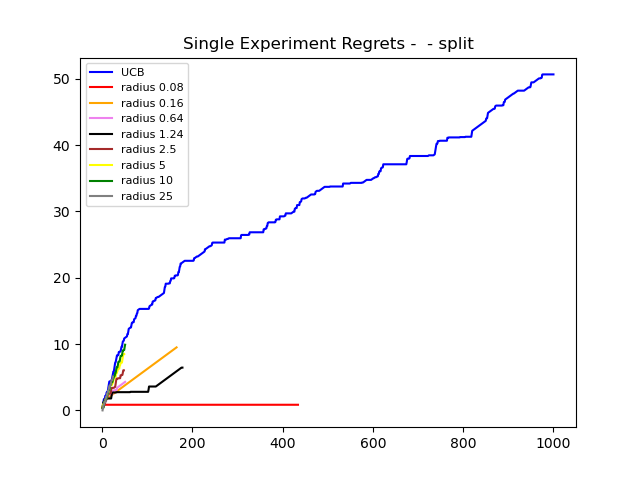 Single Experiment Regrets -  - split
UCB
radius 0.08
radius 0.16
radius 0.64
radius 1.24
radius 2.5
radius 5
radius 10
radius 25
50
40
30
20
10
0
0 200 400 600 800 1000